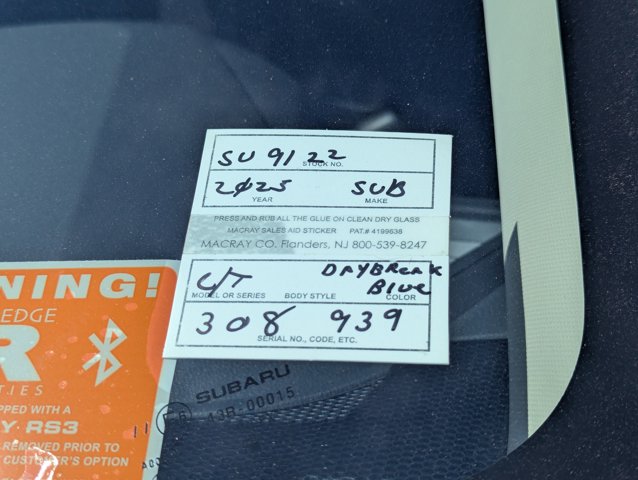 SU 9122
STOCK NO.
2025 SUB
YEAR MAKE
PRESS AND RUB ALL THE GLUE ON CLEAN DRY GLASS
MACRAY SALES AID STICKER PAT.# 4199638
MACRAY CO. Flanders, NJ 800-539-8247
C/T DAYBREAK
BLUE
MODEL OR SERIES BODY STYLE COLOR
308 939
SERIAL NO., CODE, ETC.
NING!
EDGE
R
TIES
PPED WITH A
Y RS3
REMOVED PRIOR TO
CUSTOMER'S OPTION
SUBARU
43R-00015